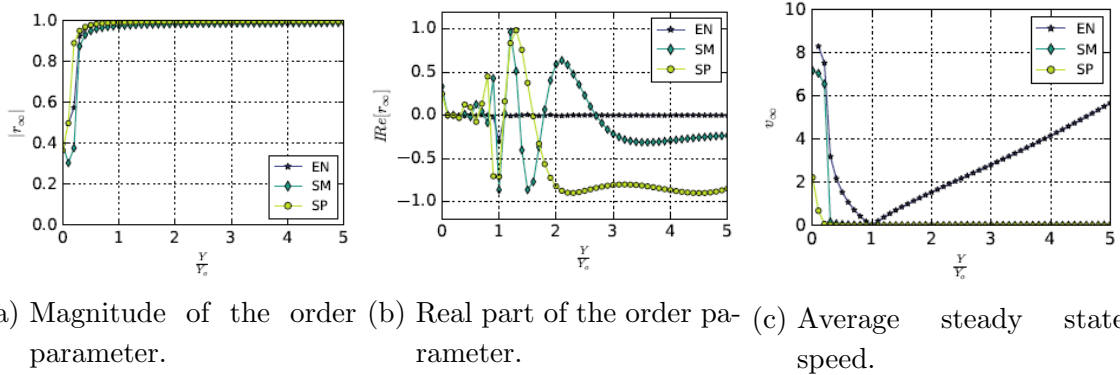 1.0
0.8
0.6
0.4
0.2
0.0
|r∞|
EN
SM
SP
0 1 2 3 4 5
Y/Yσ
1.0
0.5
0.0
−0.5
−1.0
IRe[r∞]
EN
SM
SP
0 1 2 3 4 5
Y/Yσ
10
8
6
4
2
0
v∞
EN
SM
SP
0 1 2 3 4 5
Y/Yσ
a) Magnitude of the order
parameter.
(b) Real part of the order pa-
rameter.
(c) Average steady state
speed.